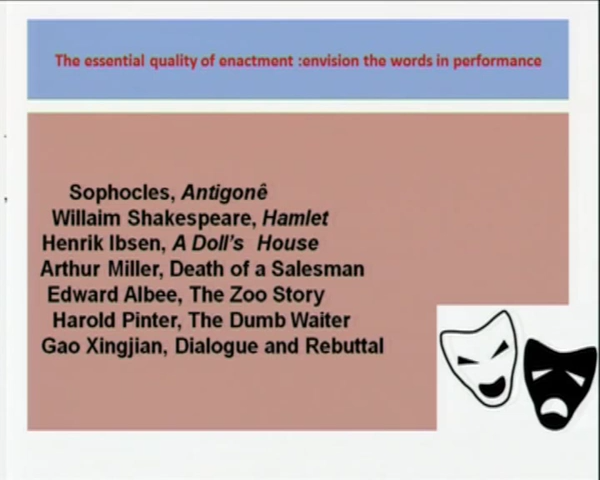 The essential quality of enactment :envision the words in performance
Sophocles, Antigonê
Willaim Shakespeare, Hamlet
Henrik Ibsen, A Doll's House
Arthur Miller, Death of a Salesman
Edward Albee, The Zoo Story
Harold Pinter, The Dumb Waiter
Gao Xingjian, Dialogue and Rebuttal